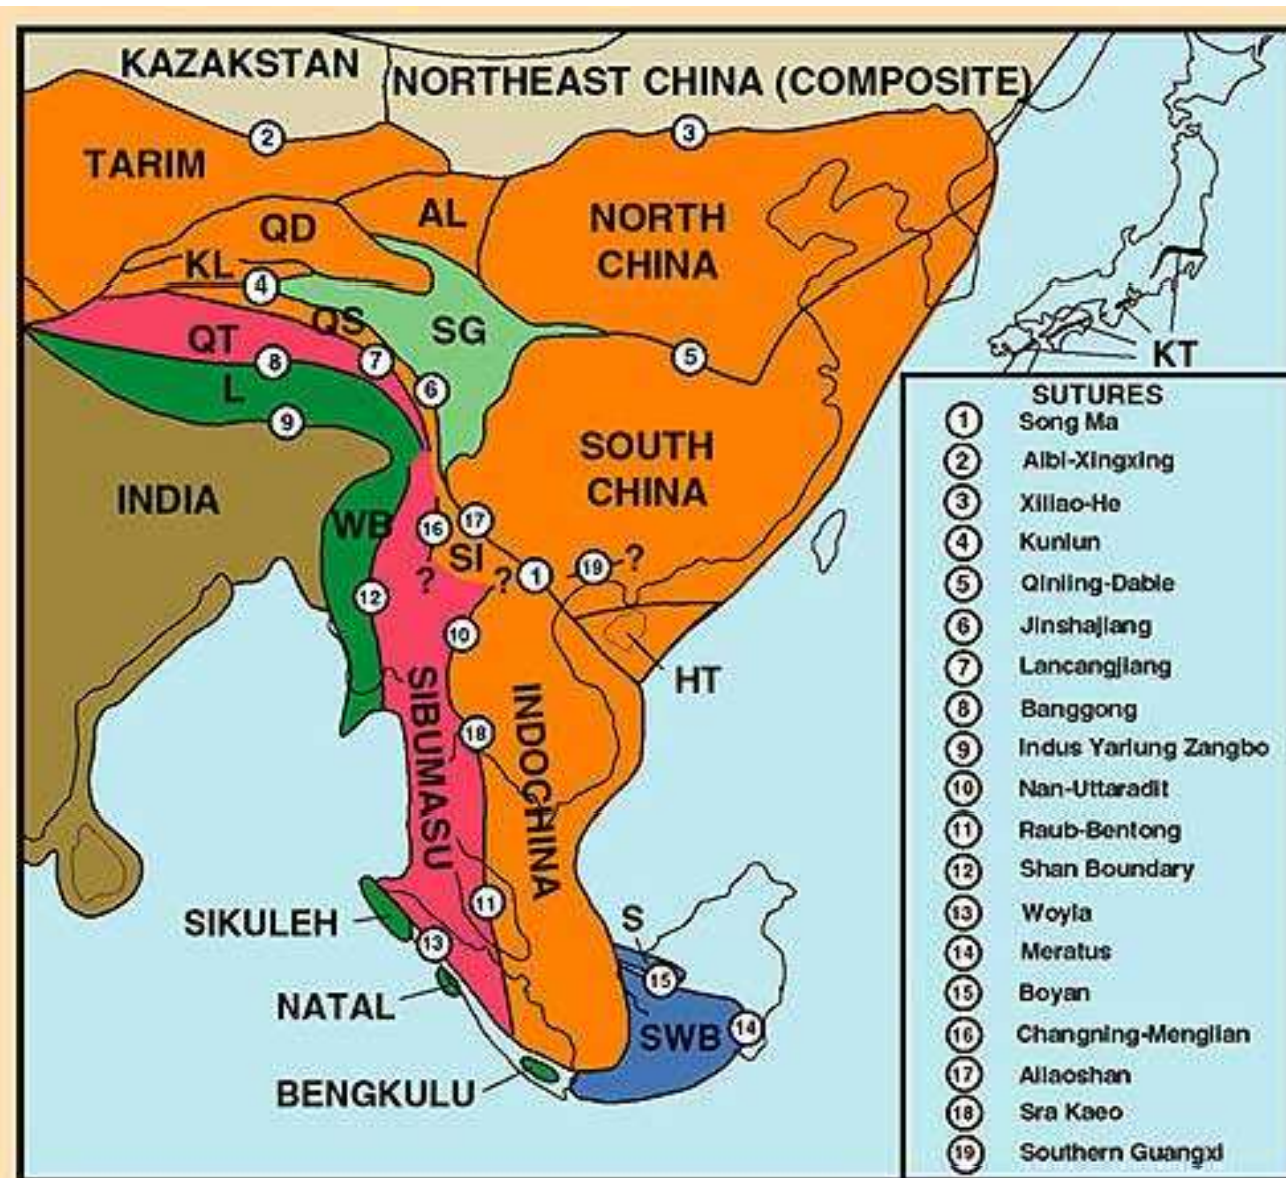 KAZAKSTAN
NORTHEAST CHINA (COMPOSITE)
2
3
TARIM
AL
NORTH
CHINA
QD
KL
4
QS
SG
QT
7
8
5
KT
L
6
9
SOUTH
CHINA
INDIA
WB
16
17
SI
?
?
1
19
?
12
10
HT
SIBUMASU
INDOCHINA
18
11
SIKULEH
13
S
15
NATAL
SWB
14
BENGKULU
SUTURES
1 Song Ma
2 Aibi-Xingxing
3 Xiliao-He
4 Kunlun
5 Qinling-Dabie
6 Jinshajiang
7 Lancangjiang
8 Banggong
9 Indus Yarlung Zangbo
10 Nan-Uttaradit
11 Raub-Bentong
12 Shan Boundary
13 Woyla
14 Meratus
15 Boyan
16 Changning-Menglian
17 Ailaoshan
18 Sra Kaeo
19 Southern Guangxi